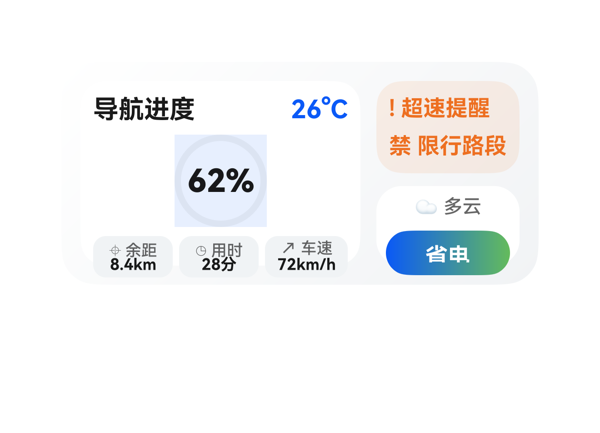 导航进度 26°C
62%
余距
8.4km
用时
28分
车速
72km/h
! 超速提醒
禁 限行路段
多云
省电